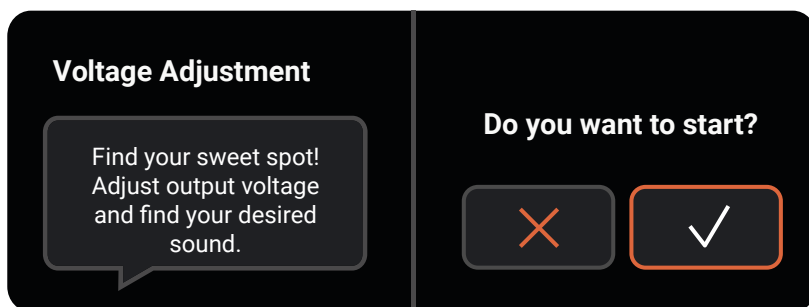 Voltage Adjustment
Find your sweet spot!
Adjust output voltage
and find your desired
sound.
Do you want to start?